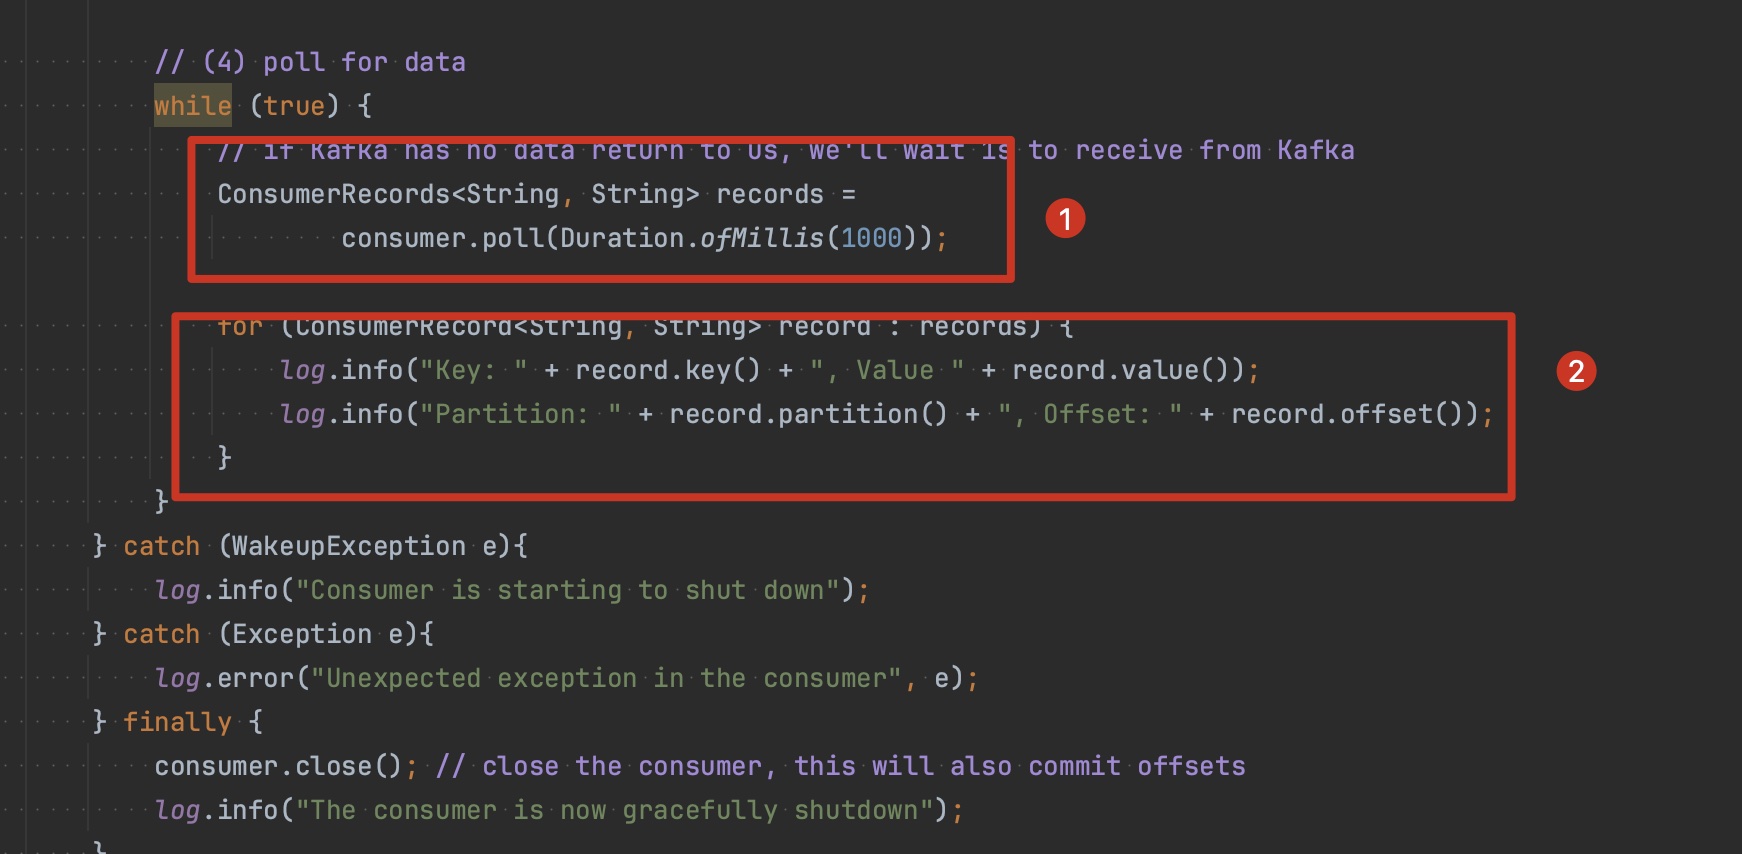 // (4) poll for data
while (true) {
// if Kafka has no data return to us, we'll wait 1s to receive from Kafka
ConsumerRecords<String, String> records =
consumer.poll(Duration.ofMillis(1000));
1
for (ConsumerRecord<String, String> record : records) {
log.info("Key: " + record.key() + ", Value " + record.value());
2
log.info("Partition: " + record.partition() + ", Offset: " + record.offset());
}
}
} catch (WakeupException e){
log.info("Consumer is starting to shut down");
} catch (Exception e){
log.error("Unexpected exception in the consumer", e);
} finally {
consumer.close(); // close the consumer, this will also commit offsets
log.info("The consumer is now gracefully shutdown");
}